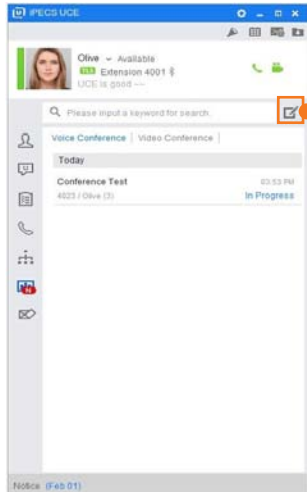 iPECS UCE
Olive Available
TEL Extension 4001
UCE is good ~~
Please input a keyword for search.
Voice Conference | Video Conference |
Today
Conference Test 03:53 PM
4023 / Olive (3) In Progress
N
Notice (Feb 01)